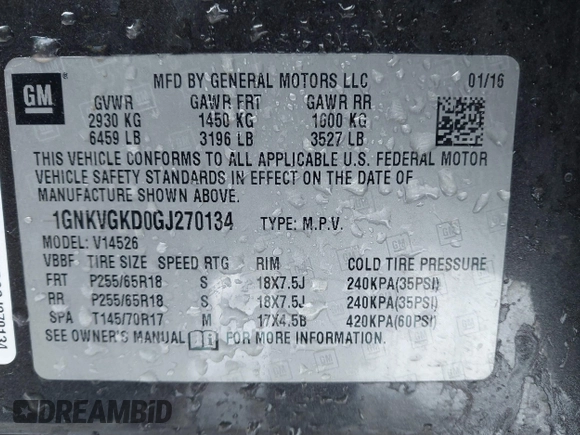 GM
MFD BY GENERAL MOTORS LLC 01/16
GVWR GAWR FRT GAWR RR
2930 KG 1450 KG 1600 KG
6459 LB 3196 LB 3527 LB
THIS VEHICLE CONFORMS TO ALL APPLICABLE U.S. FEDERAL MOTOR
VEHICLE SAFETY STANDARDS IN EFFECT ON THE DATE OF
MANUFACTURE SHOWN ABOVE.
1GNKVGKD0GJ270134 TYPE: M.P.V.
MODEL: V14526
VBBF TIRE SIZE SPEED RTG RIM COLD TIRE PRESSURE
FRT P255/65R18 S 18X7.5J 240KPA(35PSI)
RR P255/65R18 S 18X7.5J 240KPA(35PSI)
SPA T145/70R17 M 17X4.5B 420KPA(60PSI)
SEE OWNER'S MANUAL FOR MORE INFORMATION.
DREAMBID